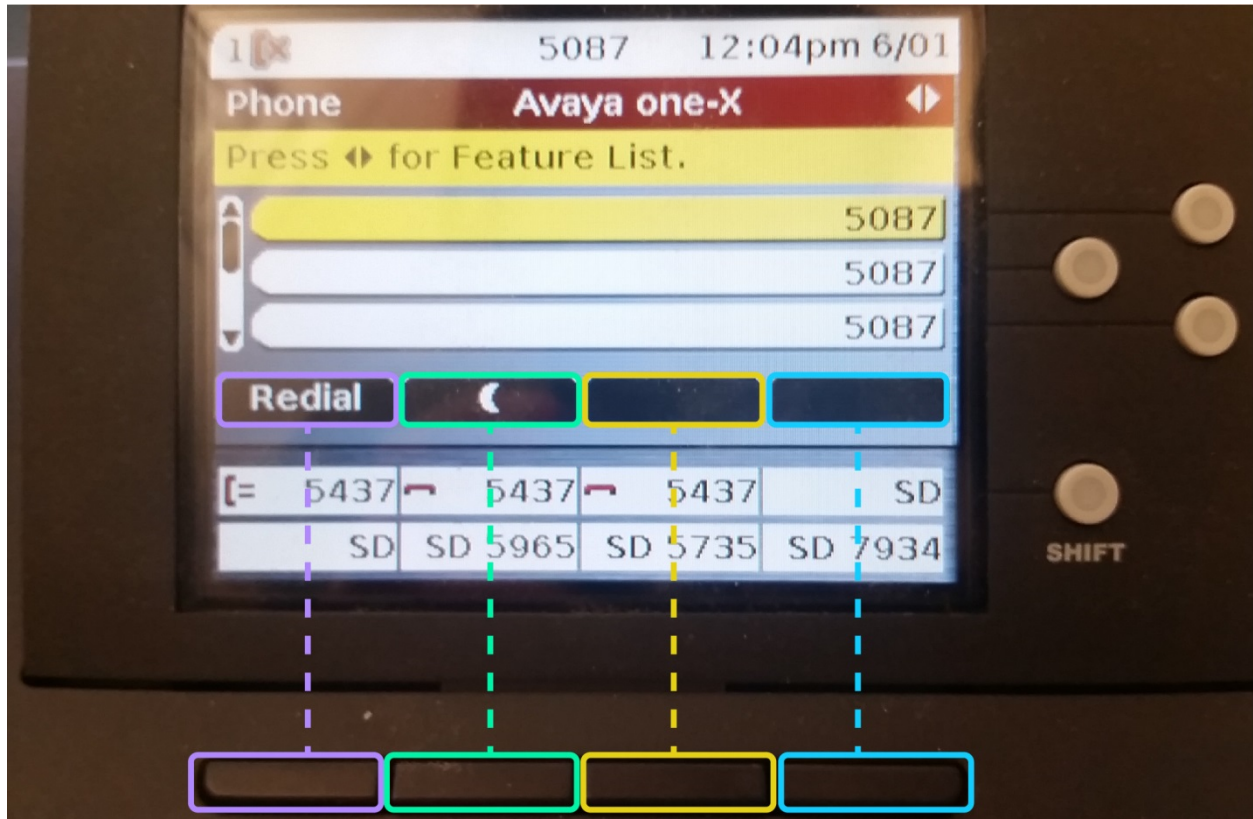 1 5087 12:04pm 6/01
Phone Avaya one-X
Press for Feature List.
5087
5087
5087
Redial
5437 5437 5437 SD
SD SD 5965 SD 5735 SD 7934
SHIFT